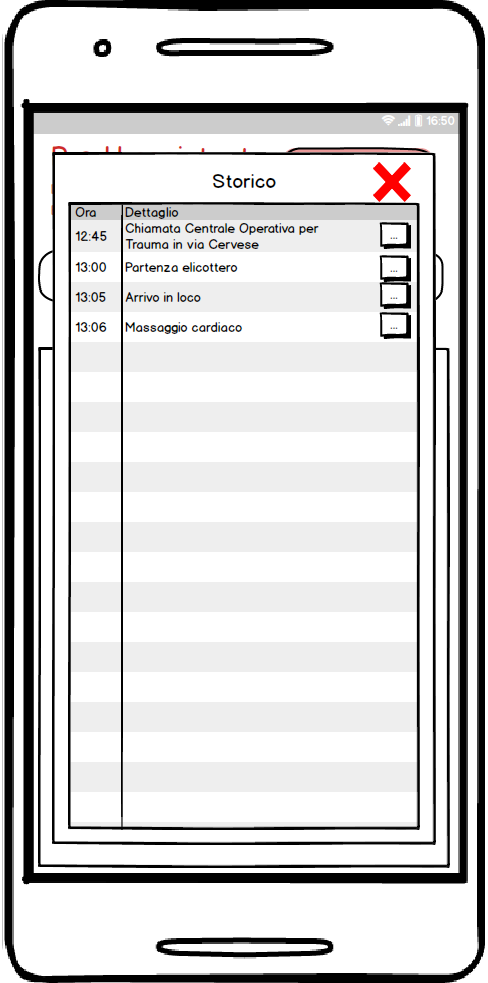 16:50
Storico
Ora Dettaglio
12:45 Chiamata Centrale Operativa per
Trauma in via Cervese
...
13:00 Partenza elicottero ...
13:05 Arrivo in loco ...
13:06 Massaggio cardiaco ...